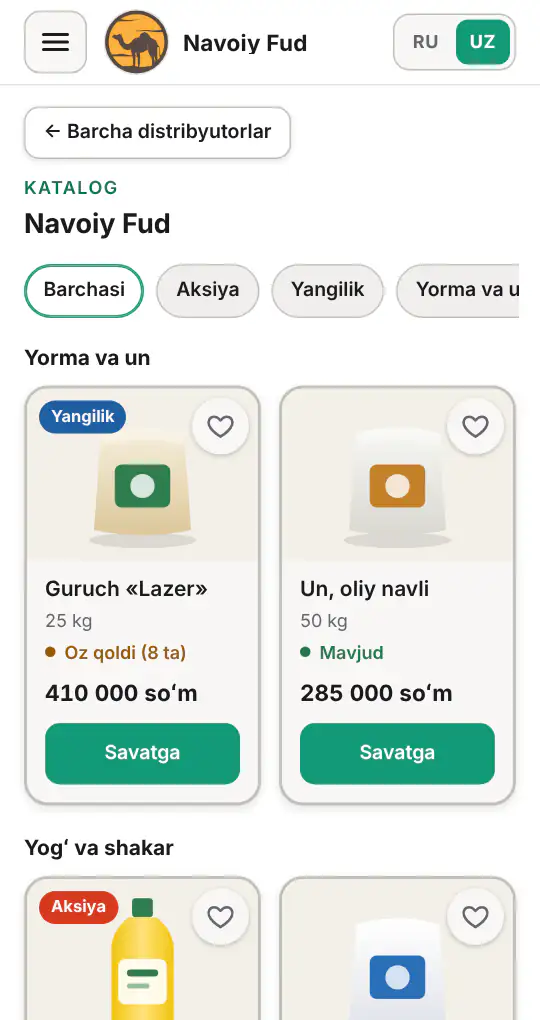 Navoiy Fud
RU
UZ
← Barcha distribyutorlar
KATALOG
Navoiy Fud
Barchasi
Aksiya
Yangilik
Yorma va u
Yorma va un
Yangilik
Guruch «Lazer»
25 kg
Oz qoldi (8 ta)
410 000 soʻm
Savatga
Un, oliy navli
50 kg
Mavjud
285 000 soʻm
Savatga
Yogʻ va shakar
Aksiya